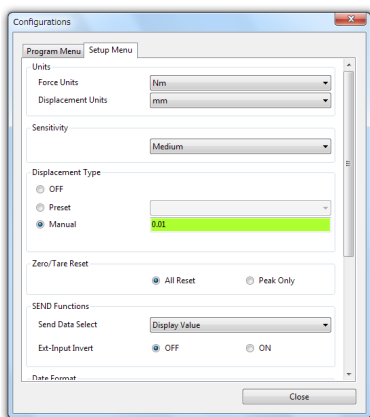 Configurations
Program Menu Setup Menu
Units
Force Units Nm
Displacement Units mm
Sensitivity
Medium
Displacement Type
OFF
Preset
Manual 0.01
Zero/Tare Reset
All Reset Peak Only
SEND Functions
Send Data Select Display Value
Ext-Input Invert OFF ON
Date Format
Close